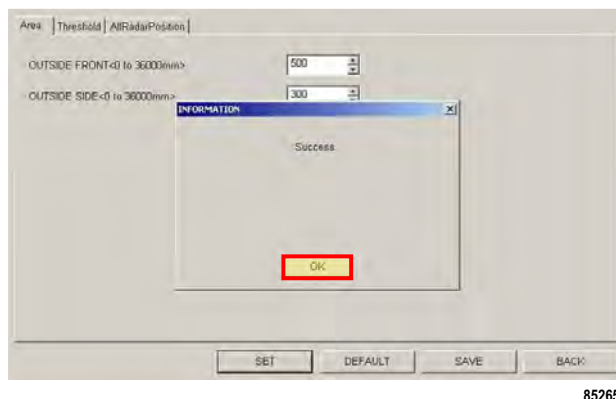 Area Threshold AllRadarPosition
OUTSIDE FRONT<0 to 36000mm> 500
OUTSIDE SIDE<0 to 36000mm> 300
INFORMATION
Success
OK
SET DEFAULT SAVE BACK
85265